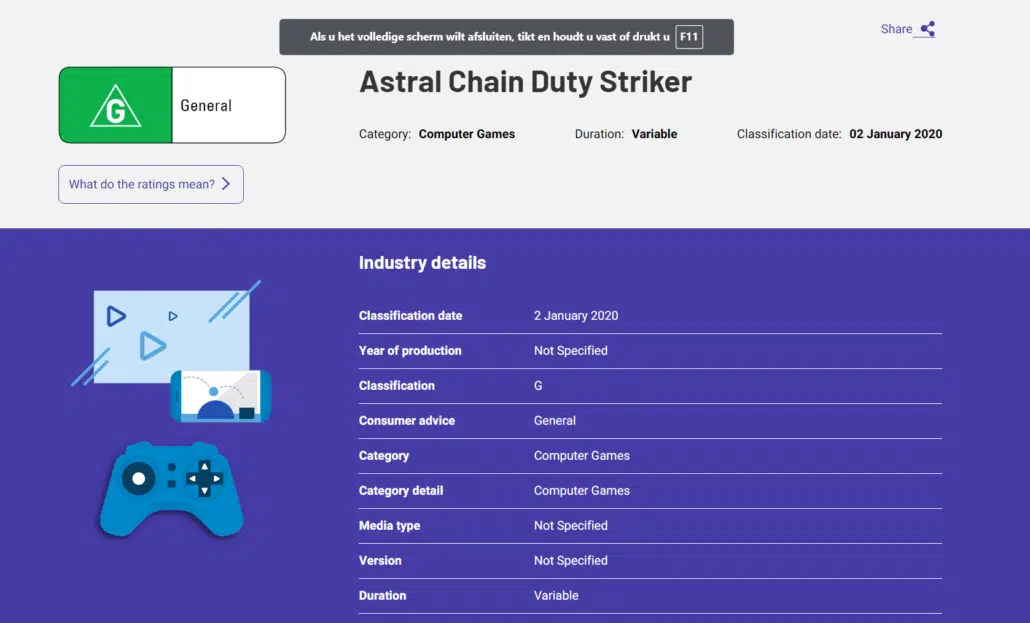 Als u het volledige scherm wilt afsluiten, tikt en houdt u vast of drukt u F11
Share
G General
Astral Chain Duty Striker
Category: Computer Games Duration: Variable Classification date: 02 January 2020
What do the ratings mean?
Industry details
Classification date 2 January 2020
Year of production Not Specified
Classification G
Consumer advice General
Category Computer Games
Category detail Computer Games
Media type Not Specified
Version Not Specified
Duration Variable